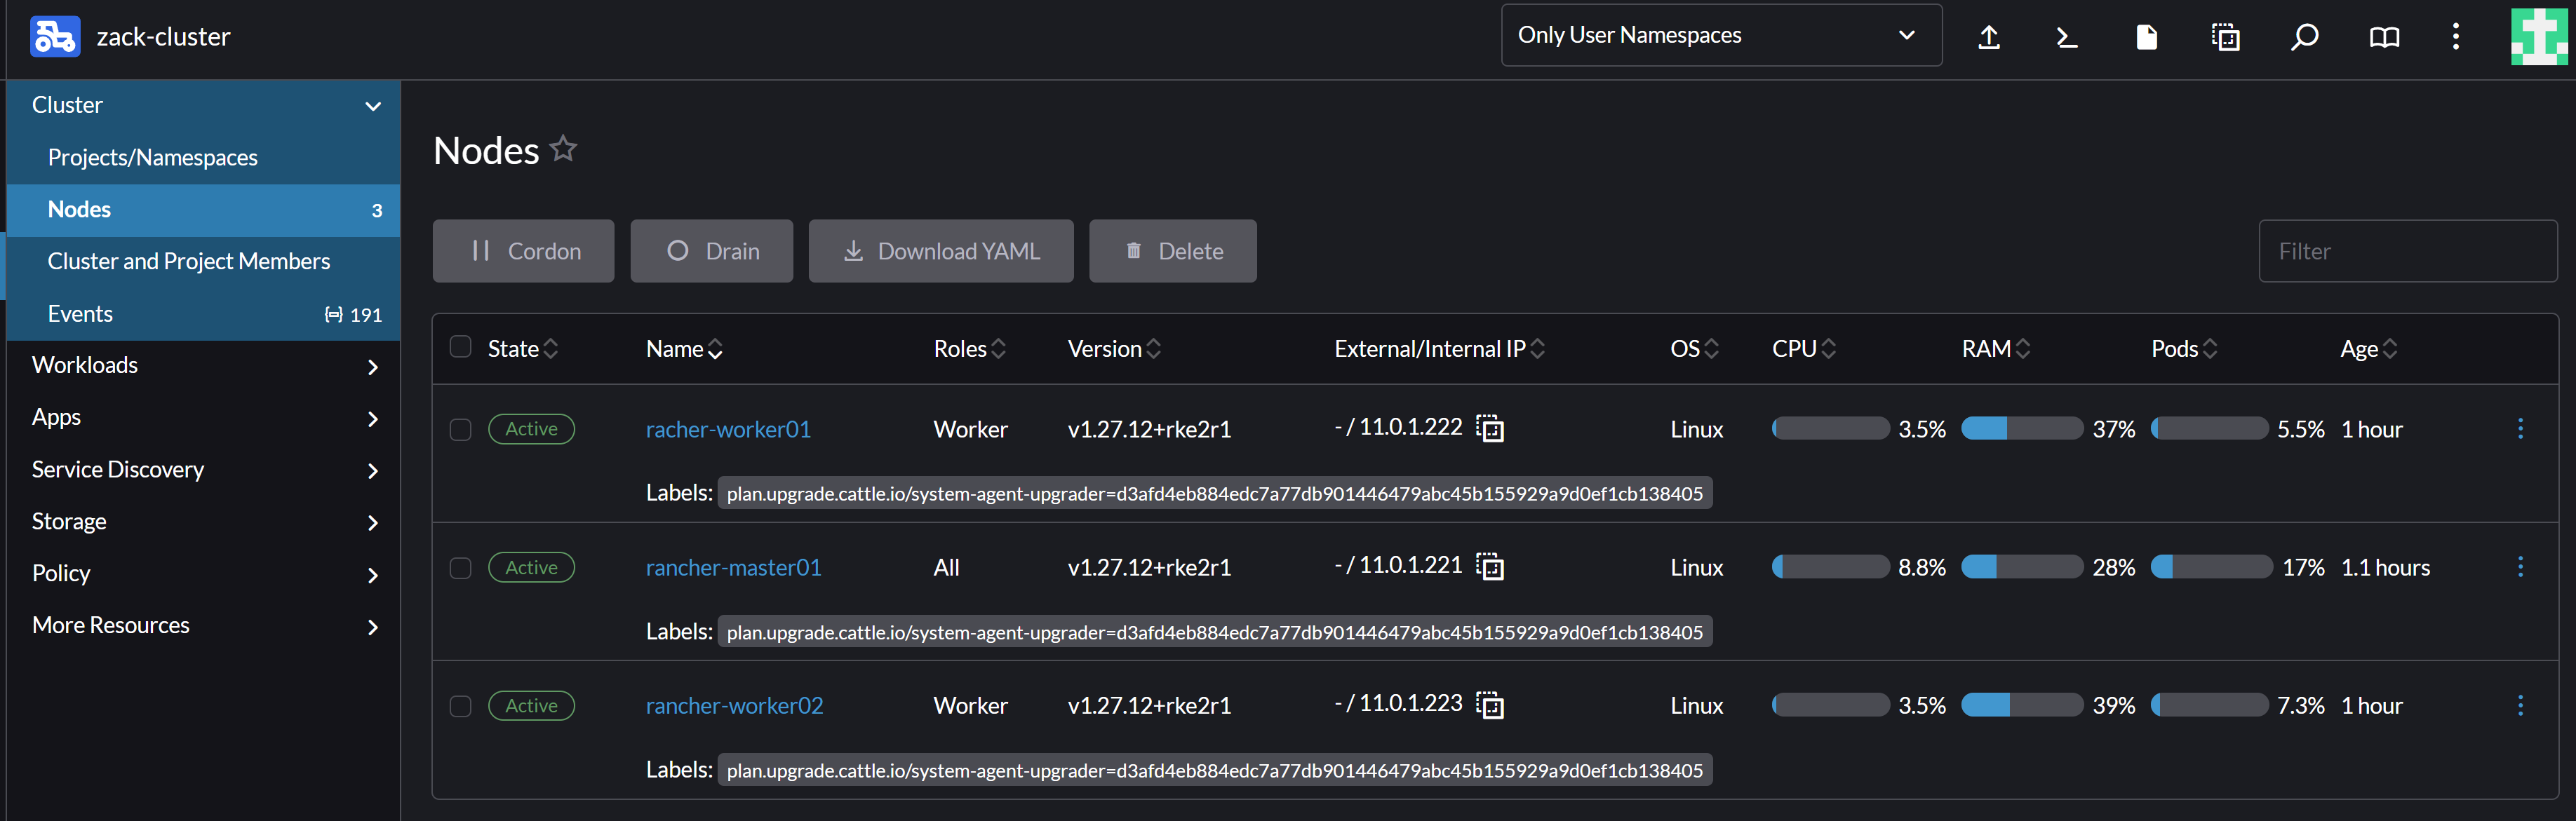 zack-cluster
Only User Namespaces
Cluster
Projects/Namespaces
Nodes 3
Cluster and Project Members
Events 191
Workloads
Apps
Service Discovery
Storage
Policy
More Resources
Nodes
Cordon Drain Download YAML Delete
Filter
State Name Roles Version External/Internal IP OS CPU RAM Pods Age
Active racher-worker01 Worker v1.27.12+rke2r1 - / 11.0.1.222 Linux 3.5% 37% 5.5% 1 hour
Labels: plan.upgrade.cattle.io/system-agent-upgrader=d3afd4eb884edc7a77db901446479abc45b155929a9d0ef1cb138405
Active rancher-master01 All v1.27.12+rke2r1 - / 11.0.1.221 Linux 8.8% 28% 17% 1.1 hours
Labels: plan.upgrade.cattle.io/system-agent-upgrader=d3afd4eb884edc7a77db901446479abc45b155929a9d0ef1cb138405
Active rancher-worker02 Worker v1.27.12+rke2r1 - / 11.0.1.223 Linux 3.5% 39% 7.3% 1 hour
Labels: plan.upgrade.cattle.io/system-agent-upgrader=d3afd4eb884edc7a77db901446479abc45b155929a9d0ef1cb138405